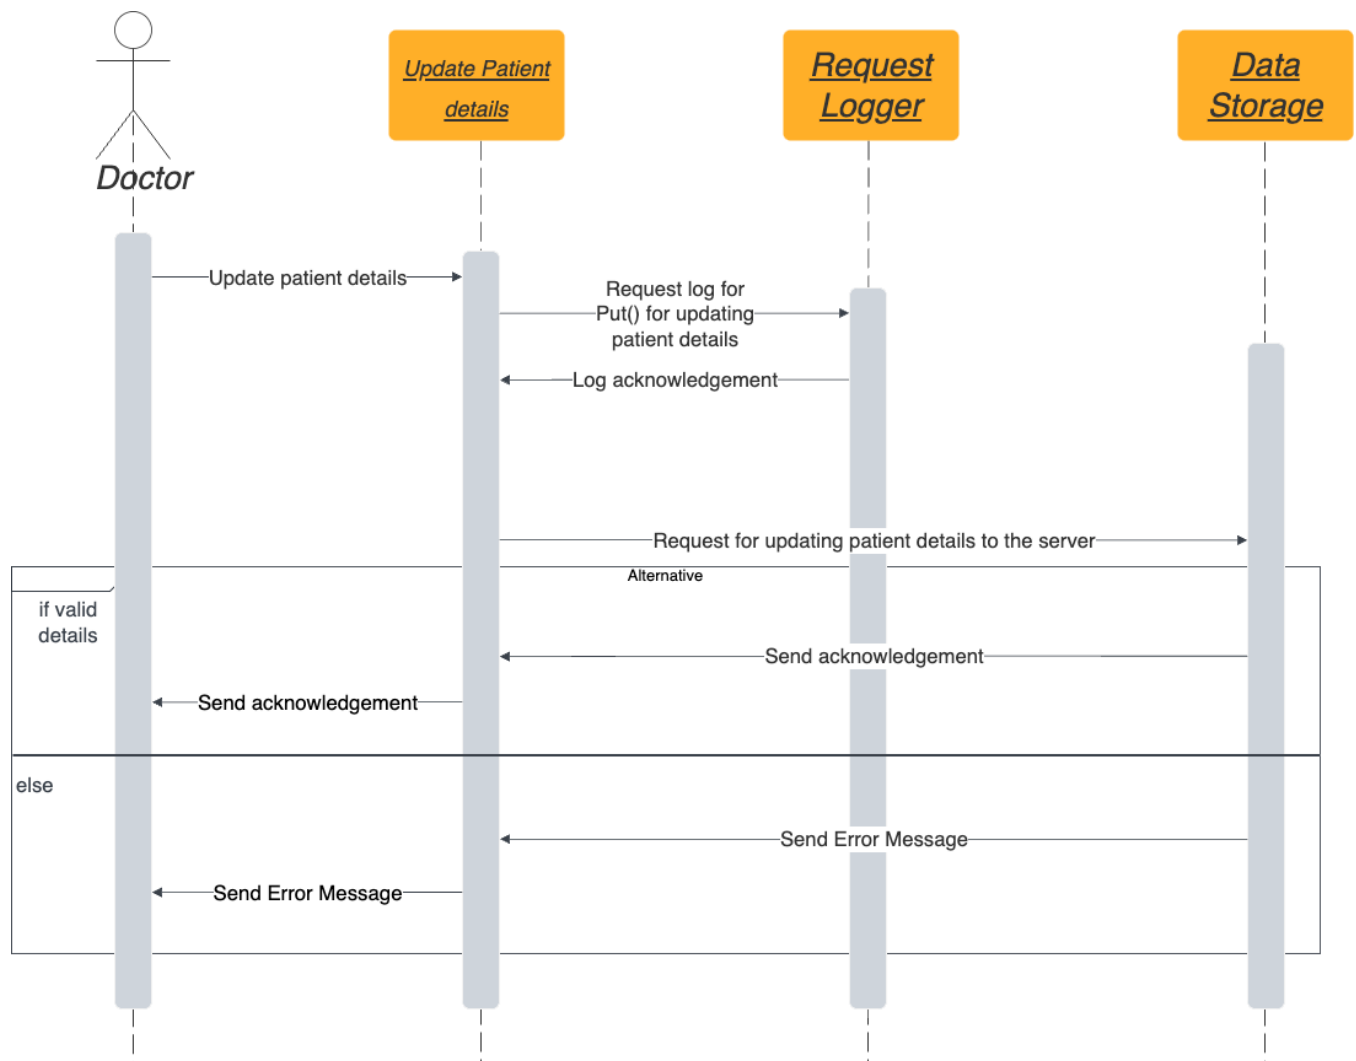 Update Patient
details
Request
Logger
Data
Storage
Doctor
Update patient details
Request log for
Put() for updating
patient details
Log acknowledgement
Request for updating patient details to the server
Alternative
if valid
details
Send acknowledgement
Send acknowledgement
else
Send Error Message
Send Error Message